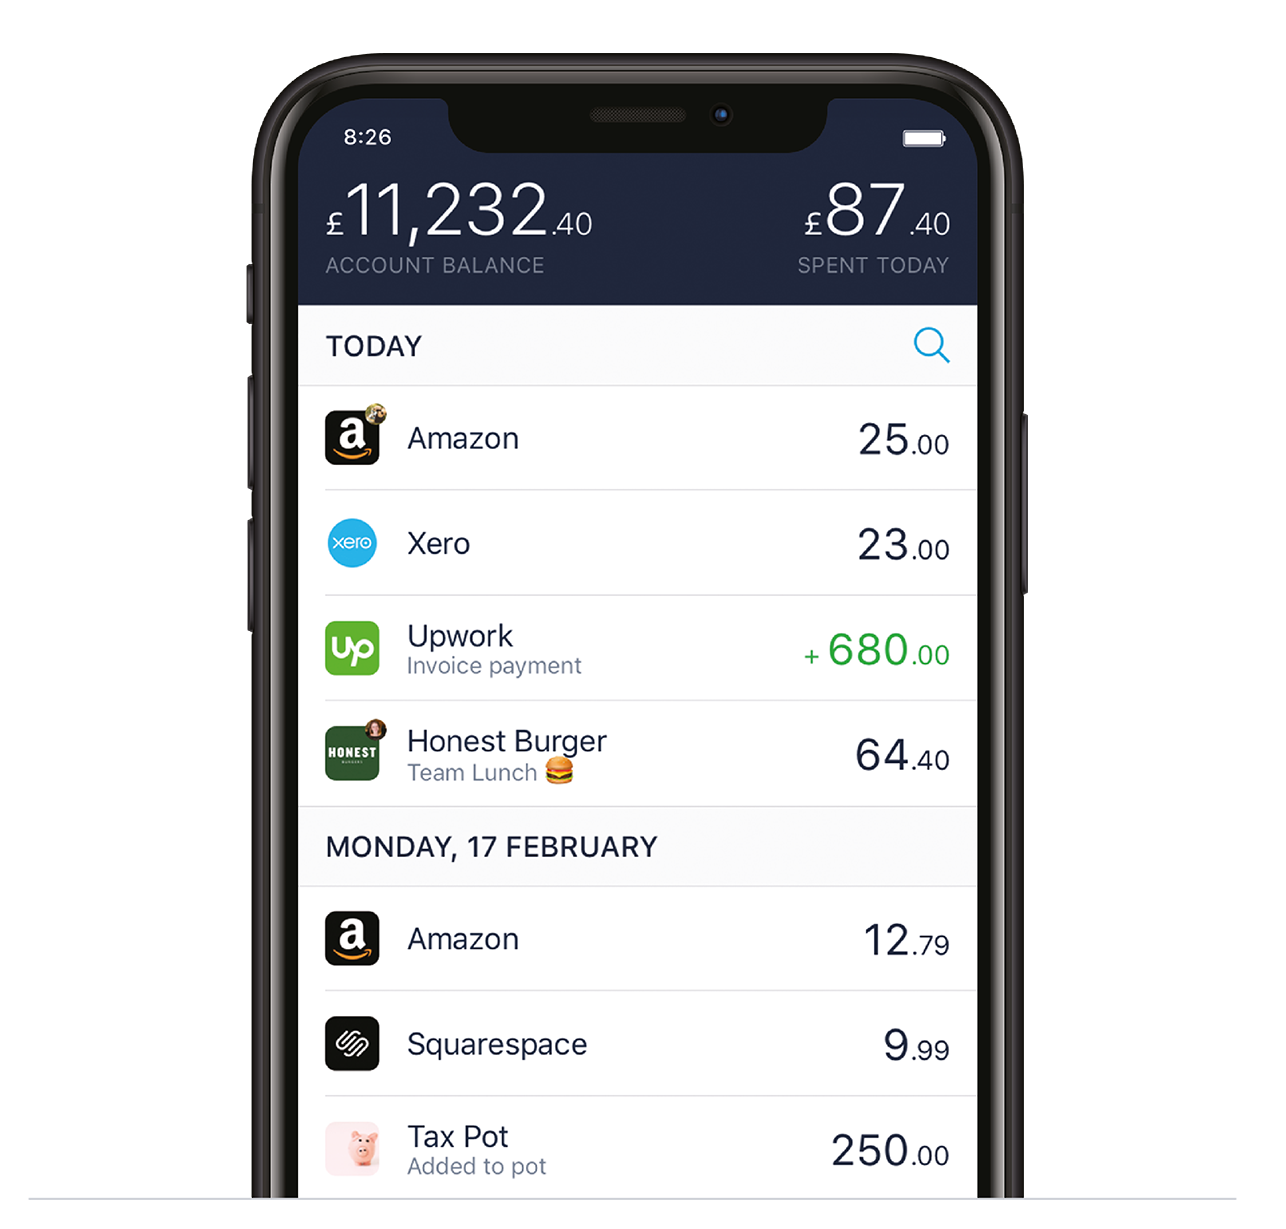 8:26
£11,232.40 £87.40
ACCOUNT BALANCE SPENT TODAY
TODAY
a Amazon 25.00
xero Xero 23.00
up Upwork + 680.00
Invoice payment
HONEST Honest Burger 64.40
Team Lunch 🍔
MONDAY, 17 FEBRUARY
a Amazon 12.79
Squarespace 9.99
Tax Pot 250.00
Added to pot